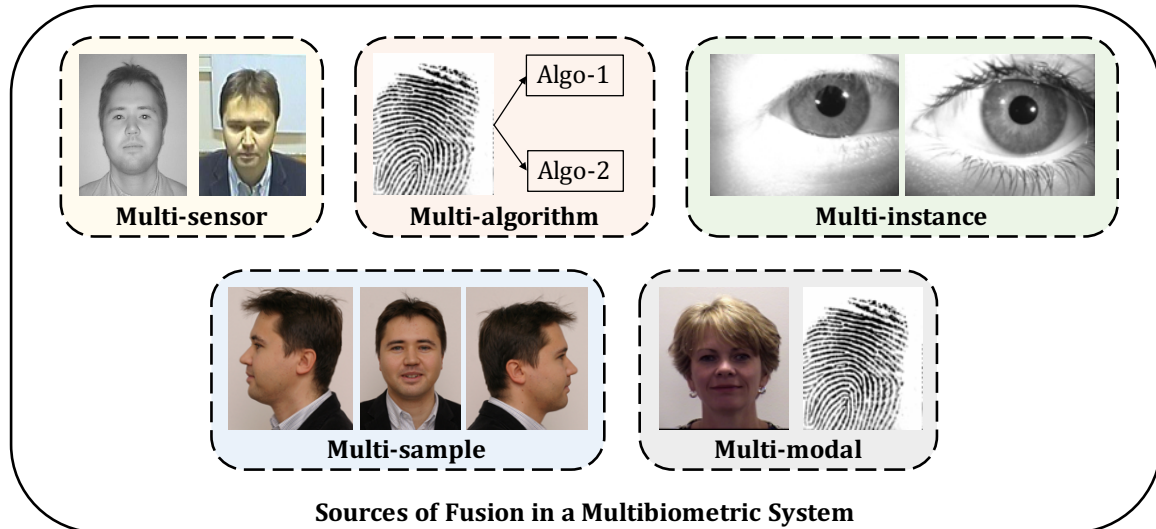 Algo-1
Algo-2
Multi-sensor
Multi-algorithm
Multi-instance
Multi-sample
Multi-modal
Sources of Fusion in a Multibiometric System